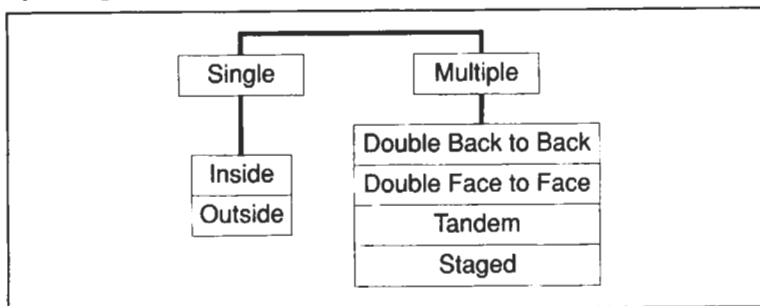 Single
Multiple
Inside
Outside
Double Back to Back
Double Face to Face
Tandem
Staged